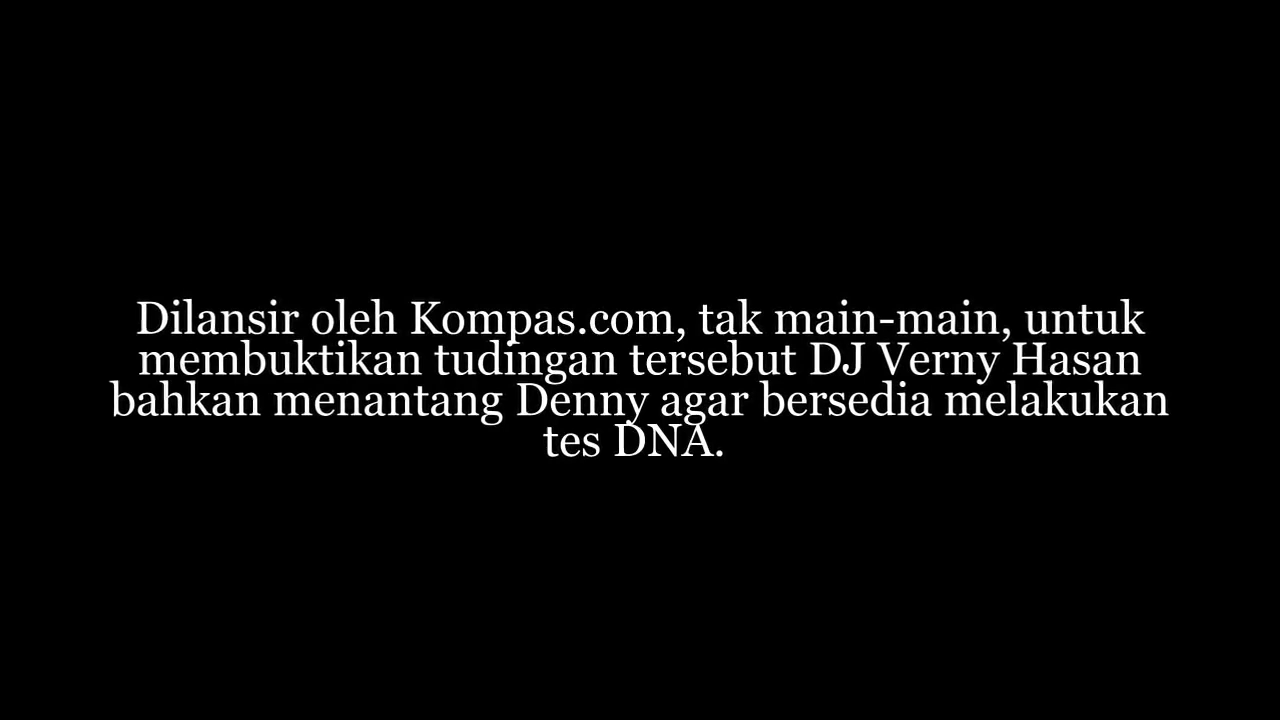 Dilansir oleh Kompas.com, tak main-main, untuk
membuktikan tudingan tersebut DJ Verny Hasan
bahkan menantang Denny agar bersedia melakukan
tes DNA.